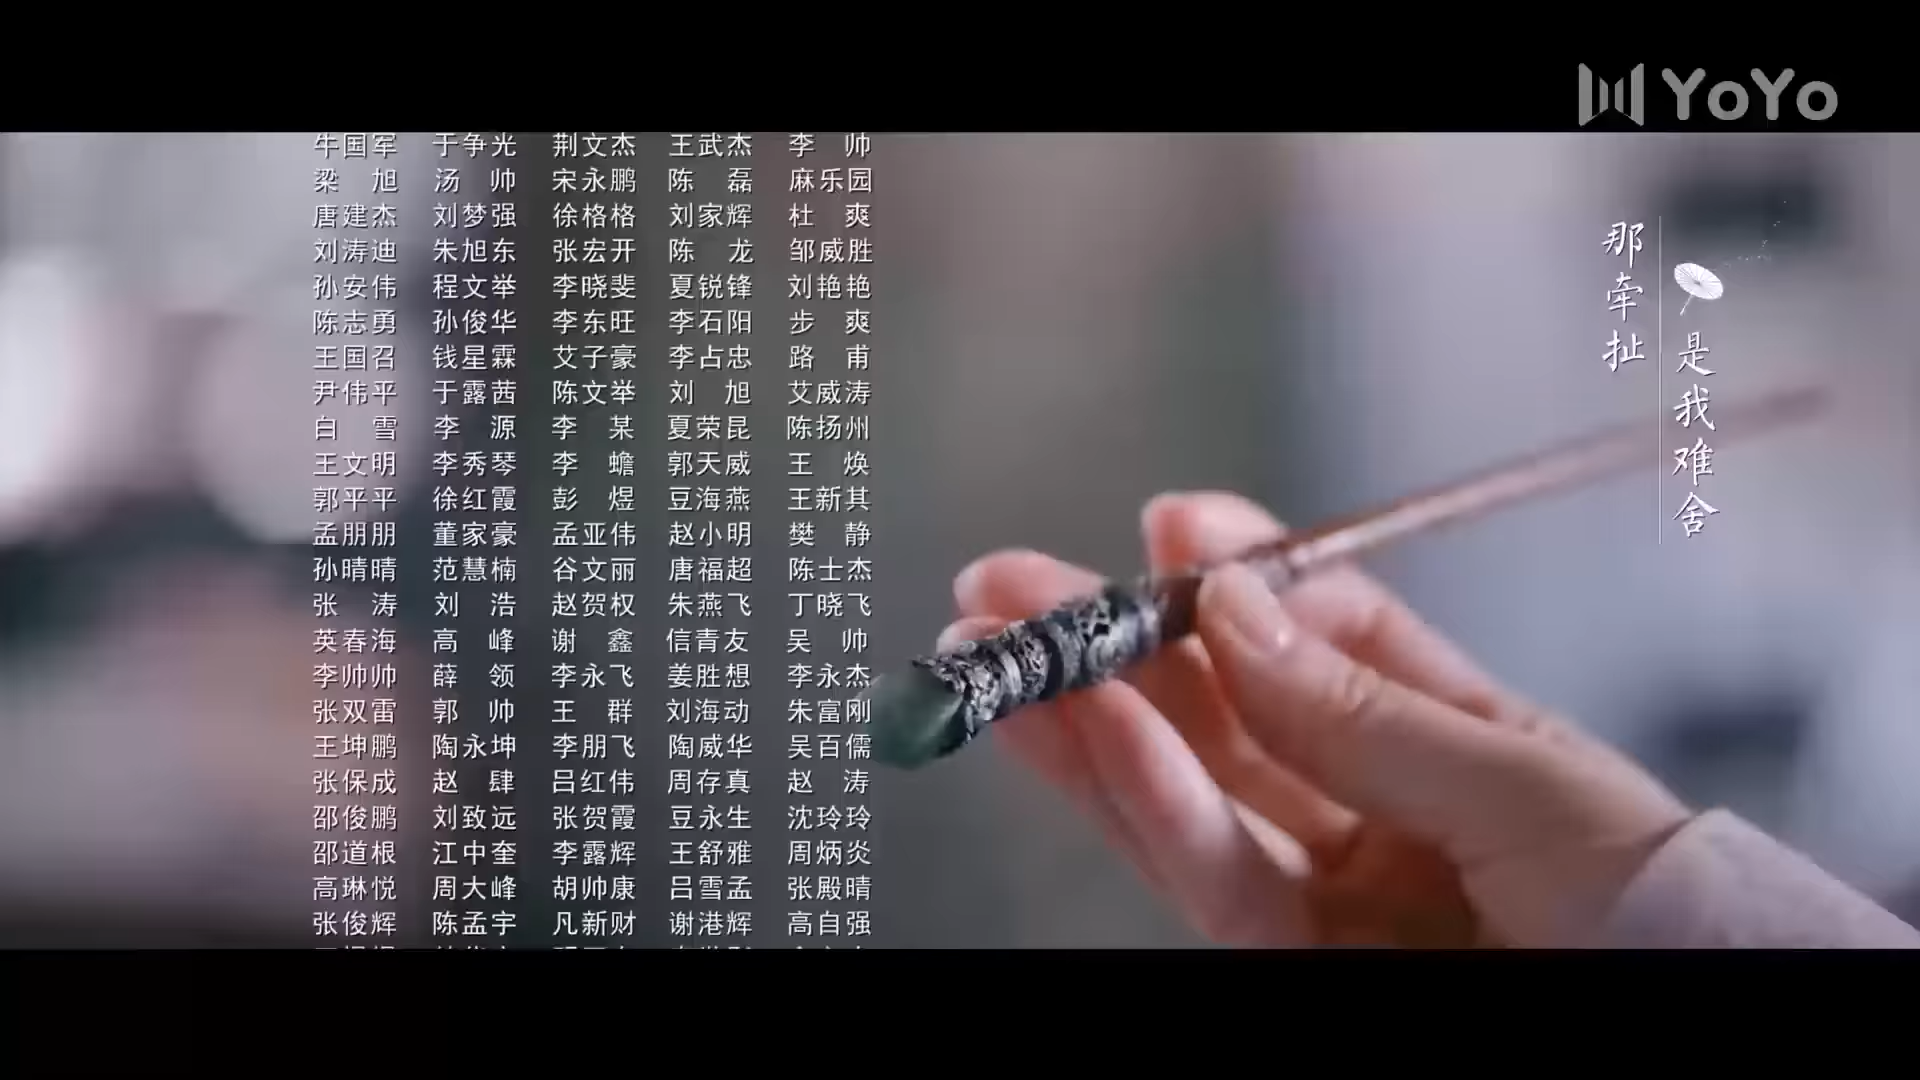 YoYo
牛国军 于争光 荆文杰 王武杰 李帅
梁旭 汤帅 宋永鹏 陈磊 麻乐园
唐建杰 刘梦强 徐格格 刘家辉 杜爽
刘涛迪 朱旭东 张宏开 陈龙 邹威胜
孙安伟 程文举 李晓斐 夏锐锋 刘艳艳
陈志勇 孙俊华 李东旺 李石阳 步爽
王国召 钱星霖 艾子豪 李占忠 路甫
尹伟平 于露茜 陈文举 刘旭 艾威涛
白雪 李源 李某 夏荣昆 陈扬州
王文明 李秀琴 李蟾 郭天威 王焕
郭平平 徐红霞 彭煜 豆海燕 王新其
孟朋朋 董家豪 孟亚伟 赵小明 樊静
孙晴晴 范慧楠 谷文丽 唐福超 陈士杰
张涛 刘浩 赵贺权 朱燕飞 丁晓飞
英春海 高峰 谢鑫 信青友 吴帅
李帅帅 薛领 李永飞 姜胜想 李永杰
张双雷 郭帅 王群 刘海动 朱富刚
王坤鹏 陶永坤 李朋飞 陶威华 吴百儒
张保成 赵肆 吕红伟 周存真 赵涛
邵俊鹏 刘致远 张贺霞 豆永生 沈玲玲
邵道根 江中奎 李露辉 王舒雅 周炳炎
高琳悦 周大峰 胡帅康 吕雪孟 张殿晴
张俊辉 陈孟宇 凡新财 谢港辉 高自强
那牵扯
是我难舍